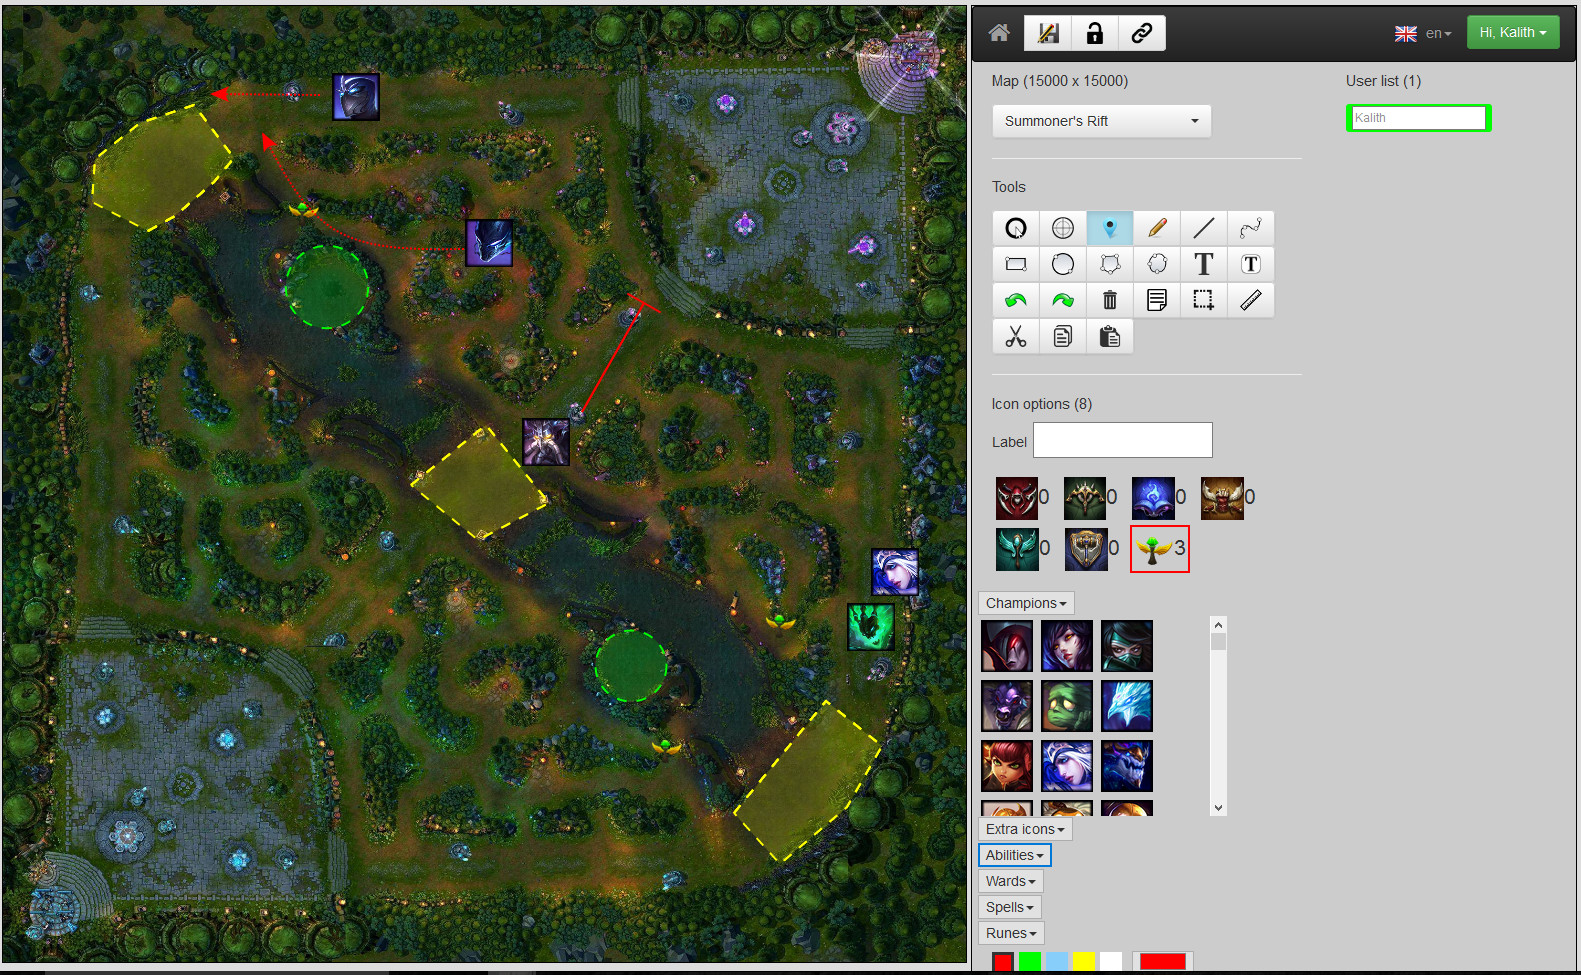 en
Hi, Kalith
Map (15000 x 15000)
User list (1)
Summoner's Rift
Kalith
Tools
T
T
Icon options (8)
Label
0
0
0
0
0
0
3
Champions
Extra icons
Abilities
Wards
Spells
Runes